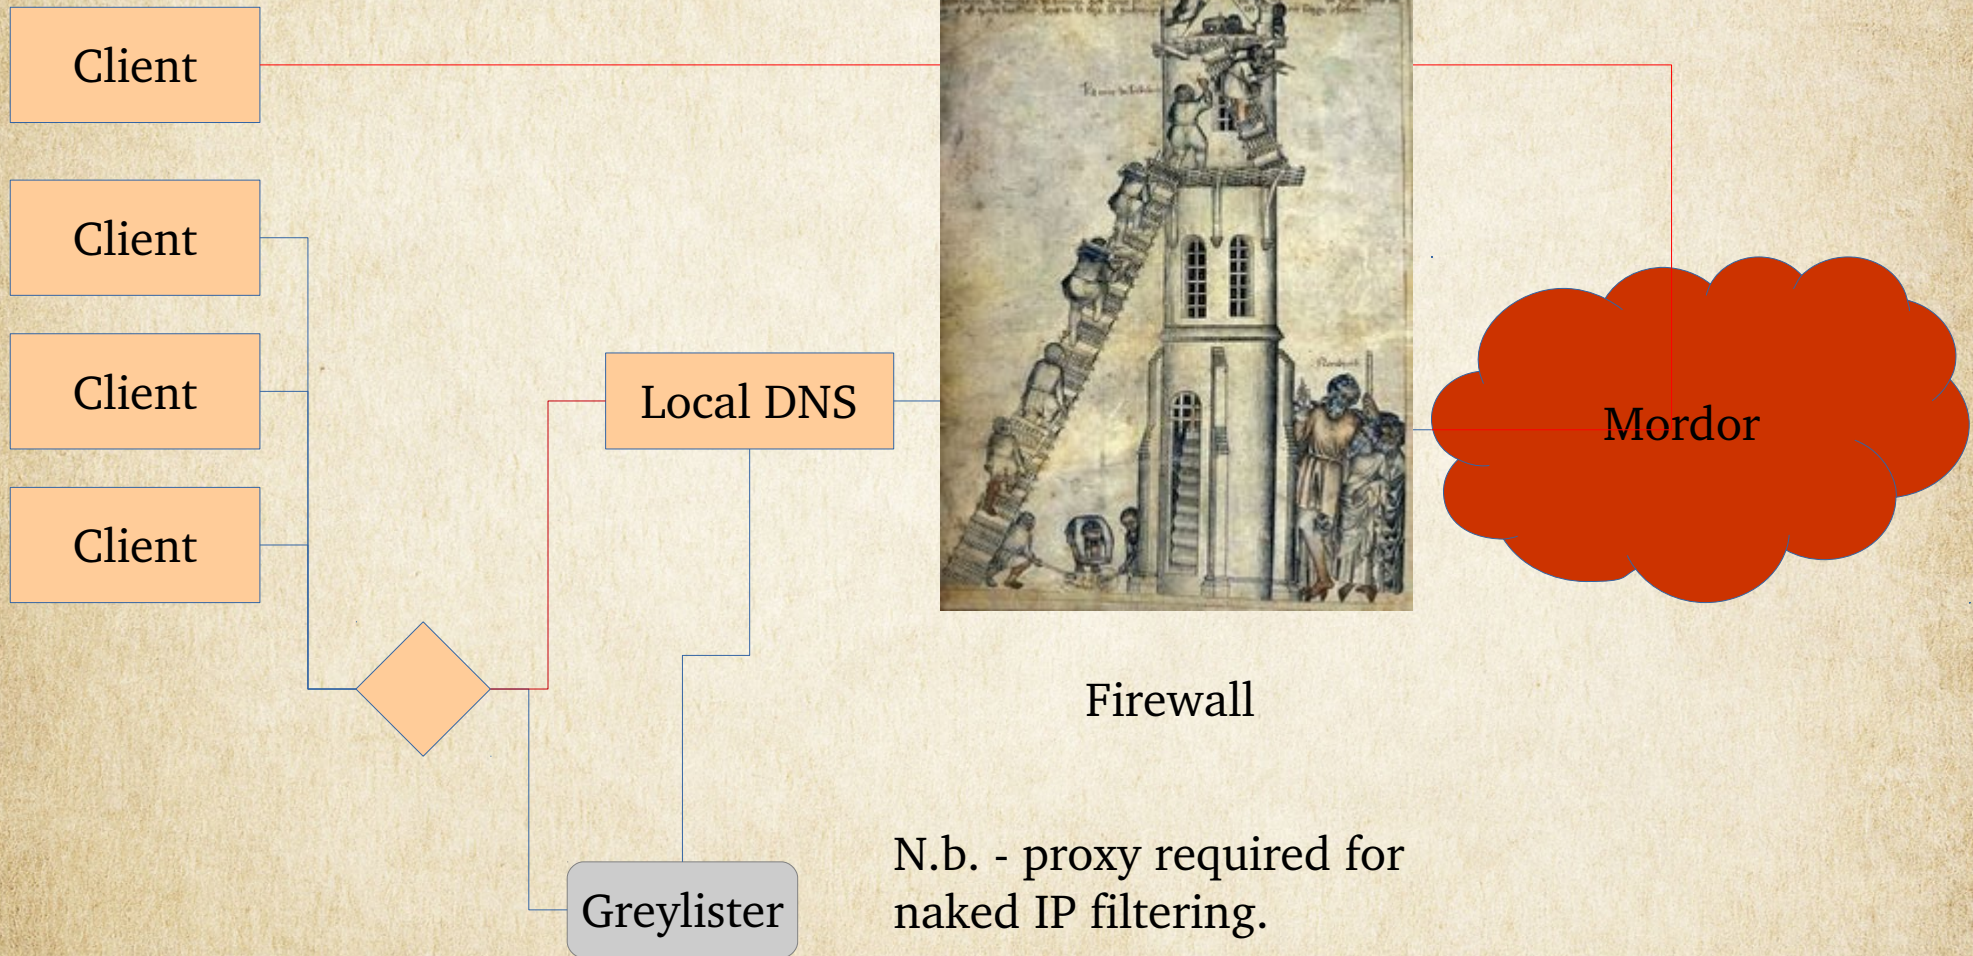 Client
Client
Client
Client
Local DNS
Mordor
Firewall
N.b. - proxy required for
naked IP filtering.
Greylister